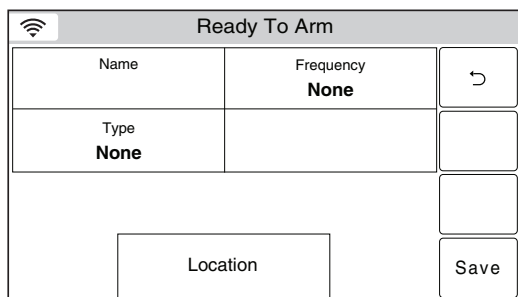 Ready To Arm
Name
Frequency
None
Type
None
Location
Save